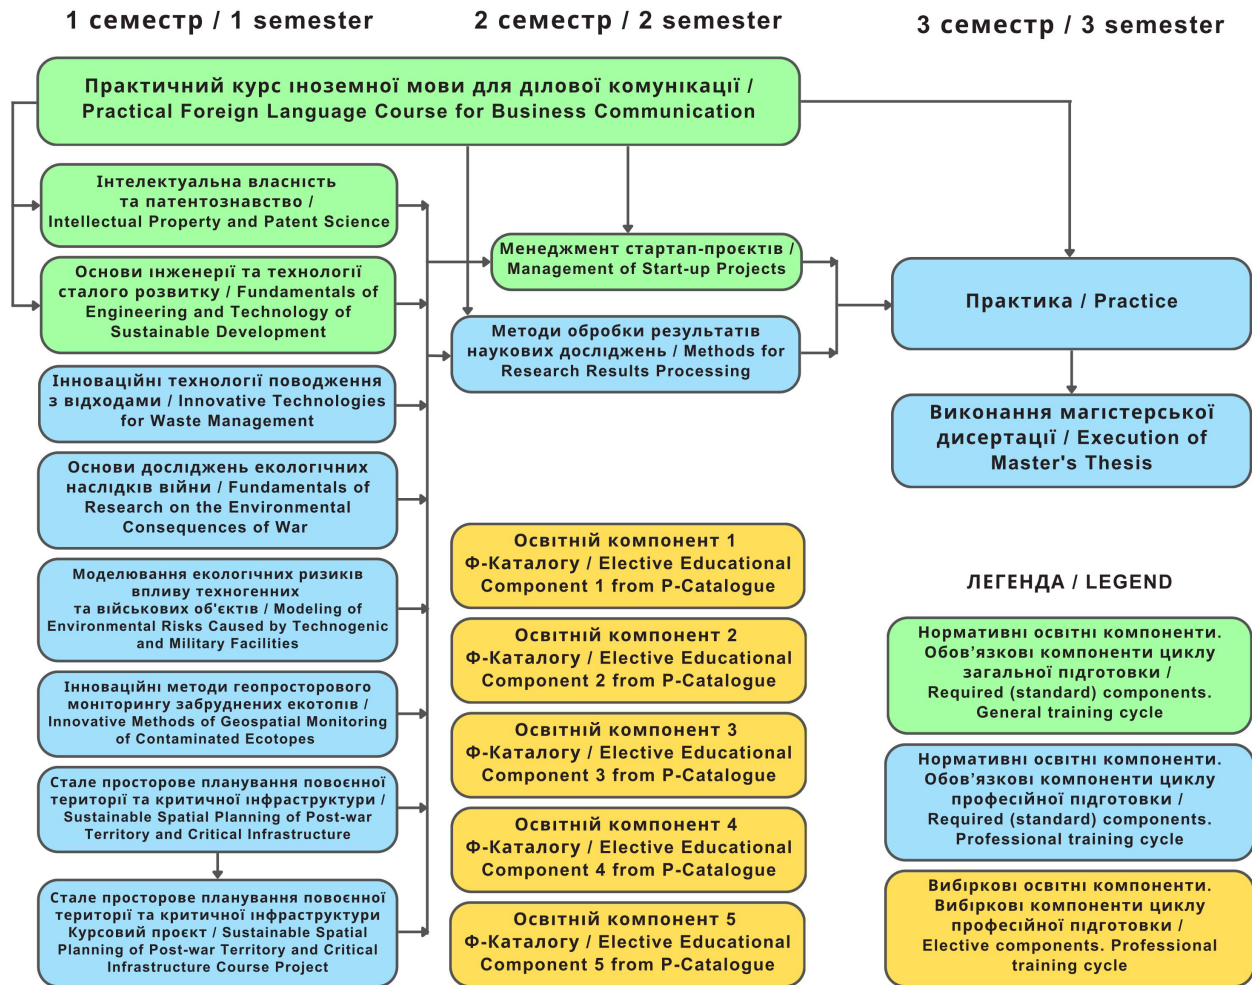 1 семестр / 1 semester
2 семестр / 2 semester
3 семестр / 3 semester
Практичний курс іноземної мови для ділової комунікації /
Practical Foreign Language Course for Business Communication
Інтелектуальна власність
та патентознавство /
Intellectual Property and Patent Science
Основи інженерії та технології
сталого розвитку / Fundamentals of
Engineering and Technology of
Sustainable Development
Інноваційні технології поводження
з відходами / Innovative Technologies
for Waste Management
Основи досліджень екологічних
наслідків війни / Fundamentals of
Research on the Environmental
Consequences of War
Моделювання екологічних ризиків
впливу техногенних
та військових об'єктів / Modeling of
Environmental Risks Caused by Technogenic
and Military Facilities
Інноваційні методи геопросторового
моніторингу забруднених екотопів /
Innovative Methods of Geospatial Monitoring
of Contaminated Ecotopes
Стале просторове планування повоєнної
території та критичної інфраструктури /
Sustainable Spatial Planning of Post-war
Territory and Critical Infrastructure
Стале просторове планування повоєнної
території та критичної інфраструктури
Курсовий проєкт / Sustainable Spatial
Planning of Post-war Territory and Critical
Infrastructure Course Project
Менеджмент стартап-проєктів /
Management of Start-up Projects
Методи обробки результатів
наукових досліджень / Methods for
Research Results Processing
Освітній компонент 1
Ф-Каталогу / Elective Educational
Component 1 from P-Catalogue
Освітній компонент 2
Ф-Каталогу / Elective Educational
Component 2 from P-Catalogue
Освітній компонент 3
Ф-Каталогу / Elective Educational
Component 3 from P-Catalogue
Освітній компонент 4
Ф-Каталогу / Elective Educational
Component 4 from P-Catalogue
Освітній компонент 5
Ф-Каталогу / Elective Educational
Component 5 from P-Catalogue
Практика / Practice
Виконання магістерської
дисертації / Execution of
Master's Thesis
ЛЕГЕНДА / LEGEND
Нормативні освітні компоненти.
Обов’язкові компоненти циклу
загальної підготовки /
Required (standard) components.
General training cycle
Нормативні освітні компоненти.
Обов’язкові компоненти циклу
професійної підготовки /
Required (standard) components.
Professional training cycle
Вибіркові освітні компоненти.
Вибіркові компоненти циклу
професійної підготовки /
Elective components. Professional
training cycle